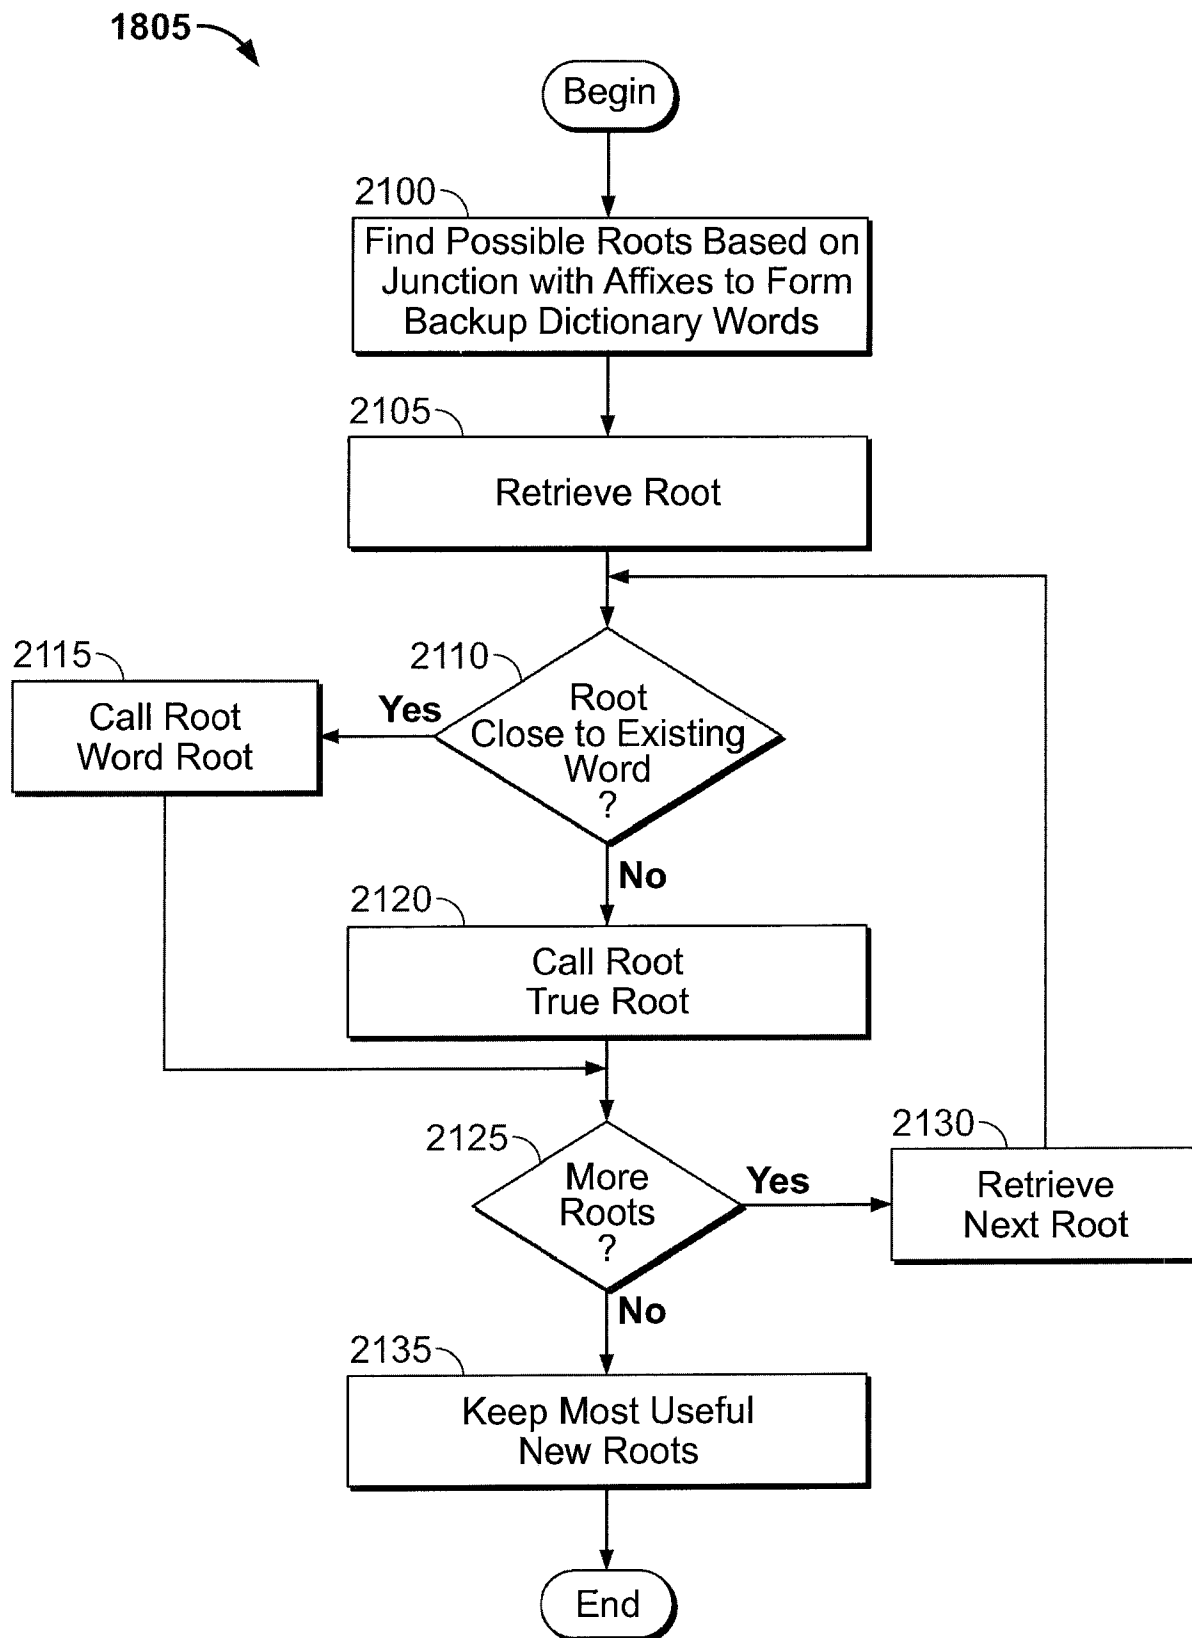 1805
Begin
2100
Find Possible Roots Based on
Junction with Affixes to Form
Backup Dictionary Words
2105
Retrieve Root
2110
Root
Close to Existing
Word
?
Yes
2115
Call Root
Word Root
No
2120
Call Root
True Root
2125
More
Roots
?
Yes
2130
Retrieve
Next Root
No
2135
Keep Most Useful
New Roots
End